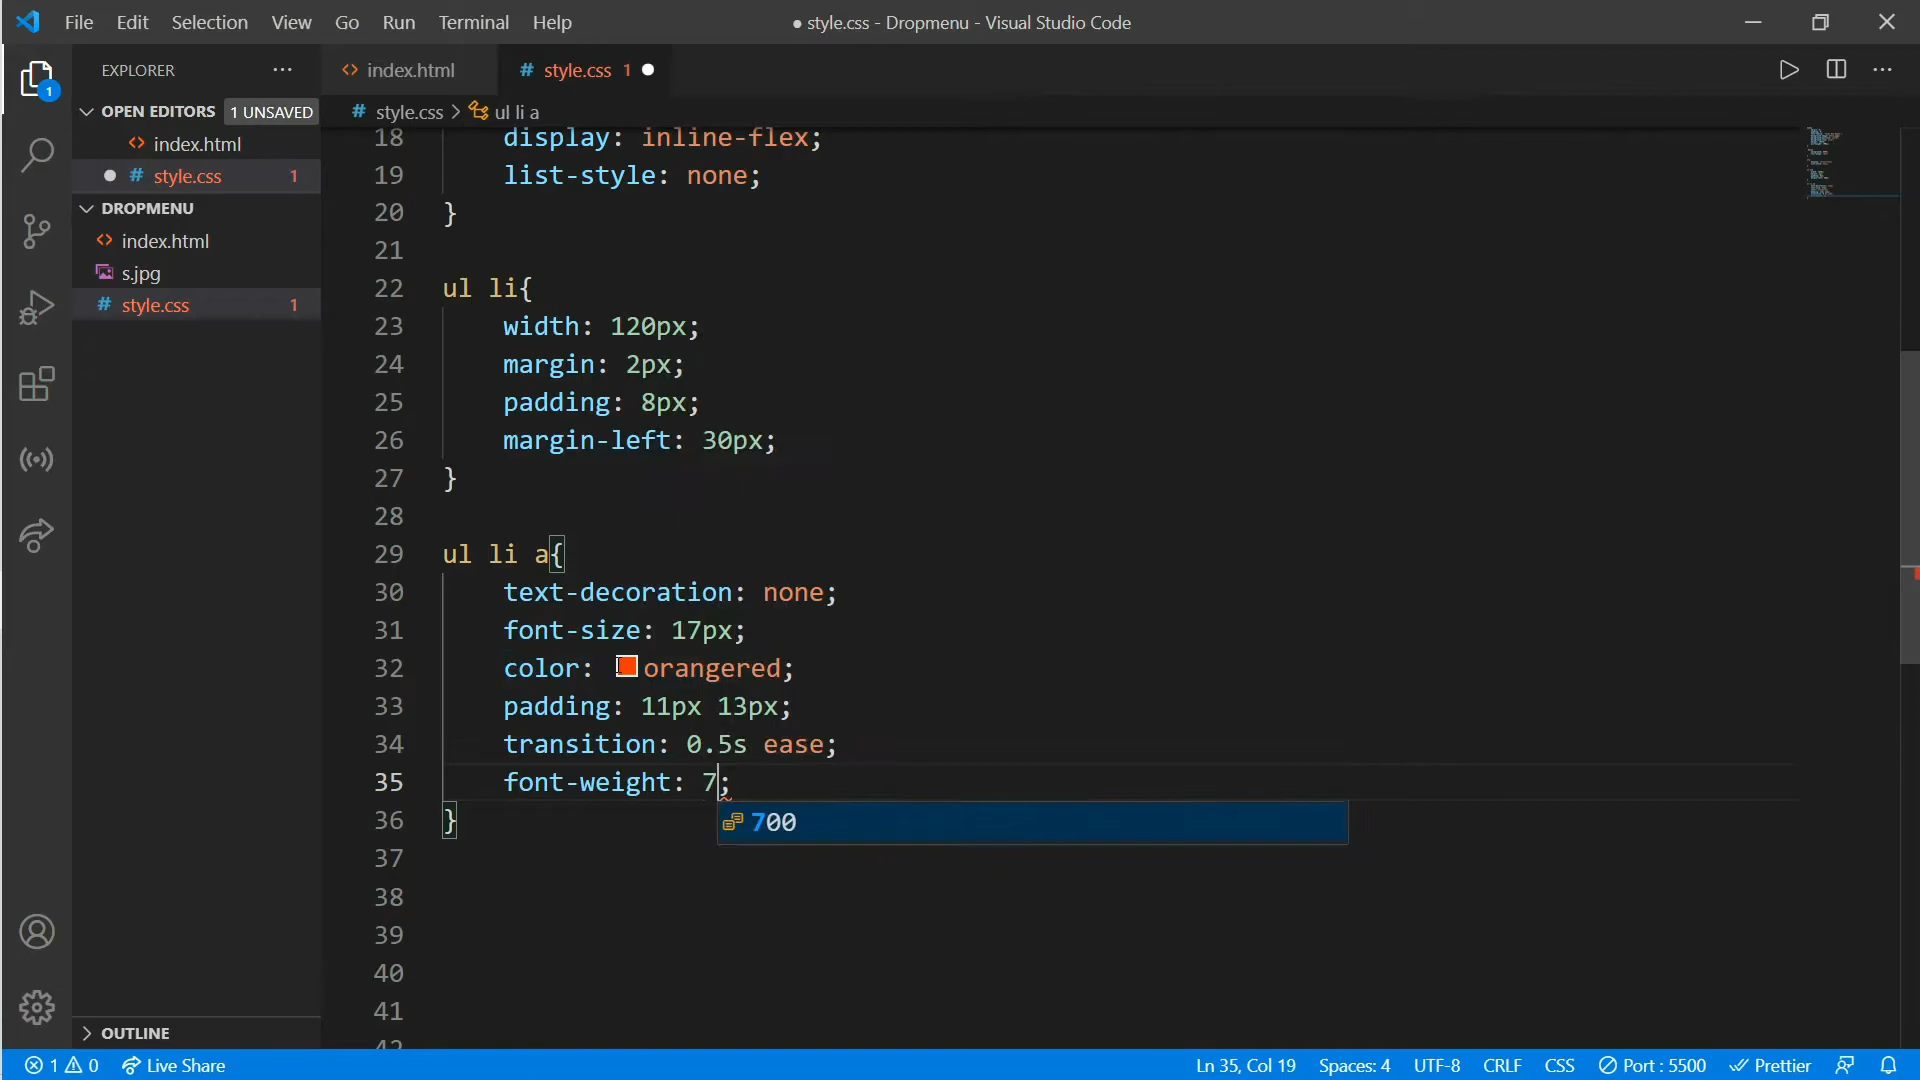 File Edit Selection View Go Run Terminal Help
● style.css - Dropmenu - Visual Studio Code
1
EXPLORER
OPEN EDITORS 1 UNSAVED
<> index.html
● # style.css 1
DROPMENU
<> index.html
s.jpg
# style.css 1
OUTLINE
<> index.html # style.css 1 ●
# style.css > ul li a
18 display: inline-flex;
19 list-style: none;
20 }
21
22 ul li{
23 width: 120px;
24 margin: 2px;
25 padding: 8px;
26 margin-left: 30px;
27 }
28
29 ul li a{
30 text-decoration: none;
31 font-size: 17px;
32 color: orangered;
33 padding: 11px 13px;
34 transition: 0.5s ease;
35 font-weight: 7;
700
36 }
37
38
39
40
41
42
1 0 Live Share Ln 35, Col 19 Spaces: 4 UTF-8 CRLF CSS Port : 5500 Prettier